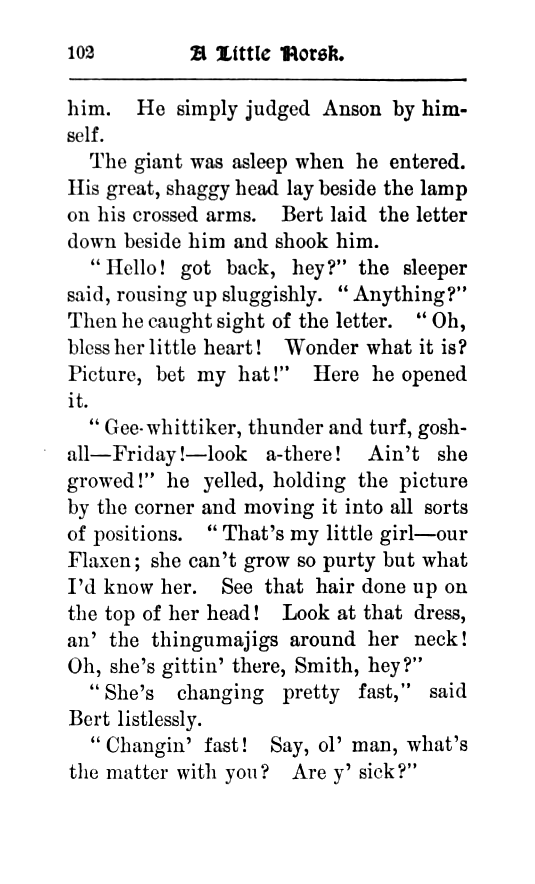 102 A Little Norsk.
him. He simply judged Anson by him-
self.
The giant was asleep when he entered.
His great, shaggy head lay beside the lamp
on his crossed arms. Bert laid the letter
down beside him and shook him.
"Hello! got back, hey?" the sleeper
said, rousing up sluggishly. "Anything?"
Then he caught sight of the letter. "Oh,
bless her little heart! Wonder what it is?
Picture, bet my hat!" Here he opened
it.
"Gee-whittiker, thunder and turf, gosh-
all—Friday!—look a-there! Ain't she
growed!" he yelled, holding the picture
by the corner and moving it into all sorts
of positions. "That's my little girl—our
Flaxen; she can't grow so purty but what
I'd know her. See that hair done up on
the top of her head! Look at that dress,
an' the thingumajigs around her neck!
Oh, she's gittin' there, Smith, hey?"
"She's changing pretty fast," said
Bert listlessly.
"Changin' fast! Say, ol' man, what's
the matter with you? Are y' sick?"